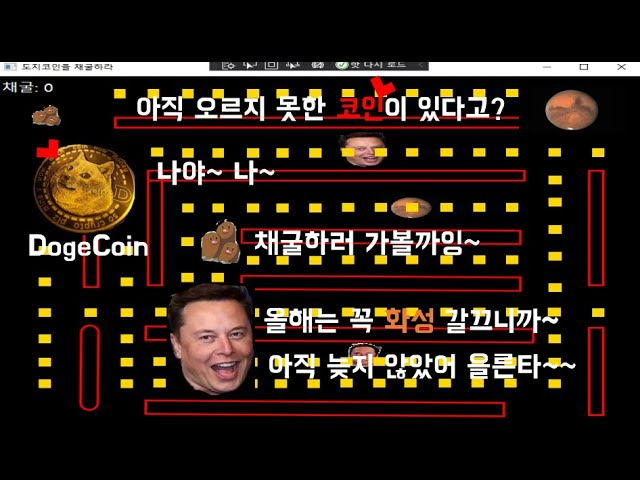 도지코인을 채굴하라
핫 다시 로드
채굴: 0
아직 오르지 못한 코인이 있다고?
나야~ 나~
DogeCoin
채굴하러 가볼까잉~
올해는 꼭 화성 갈끄니까~
아직 늦지 않았어 욜른타~~